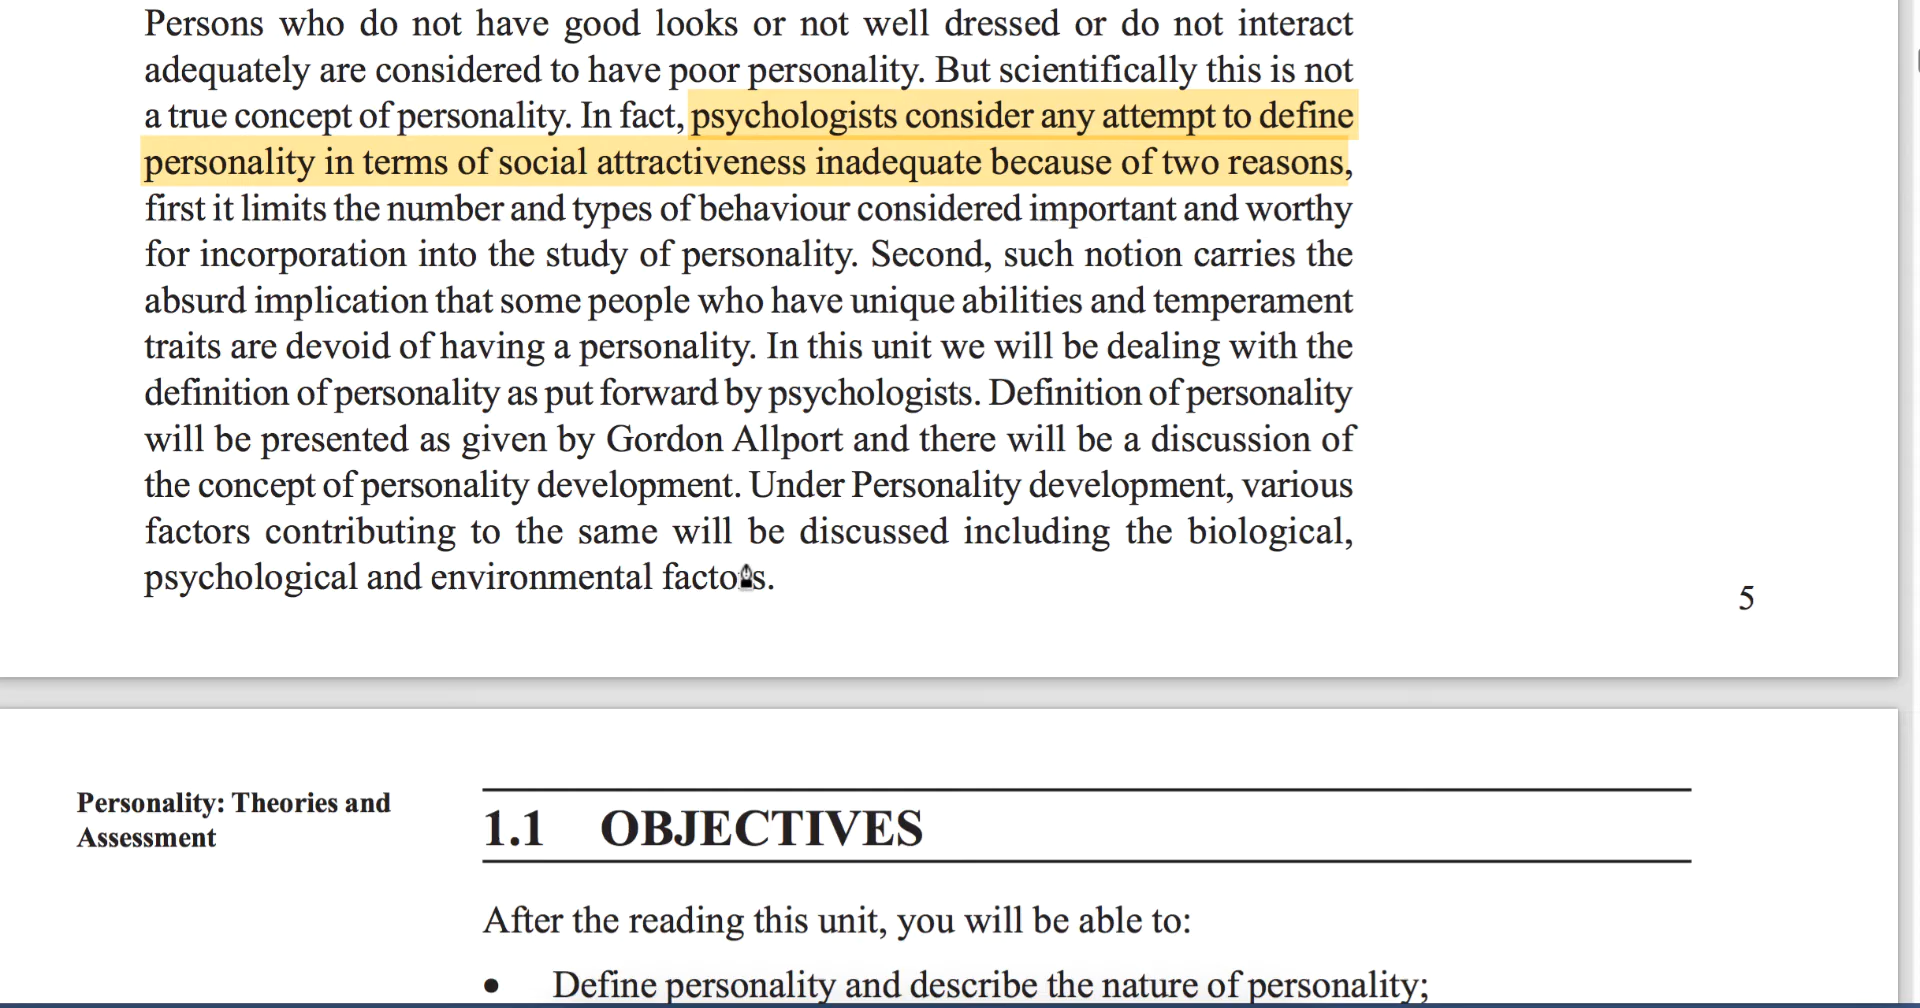 Persons who do not have good looks or not well dressed or do not interact
adequately are considered to have poor personality. But scientifically this is not
a true concept of personality. In fact, psychologists consider any attempt to define
personality in terms of social attractiveness inadequate because of two reasons,
first it limits the number and types of behaviour considered important and worthy
for incorporation into the study of personality. Second, such notion carries the
absurd implication that some people who have unique abilities and temperament
traits are devoid of having a personality. In this unit we will be dealing with the
definition of personality as put forward by psychologists. Definition of personality
will be presented as given by Gordon Allport and there will be a discussion of
the concept of personality development. Under Personality development, various
factors contributing to the same will be discussed including the biological,
psychological and environmental factors.
5
Personality: Theories and
Assessment
1.1 OBJECTIVES
After the reading this unit, you will be able to:
• Define personality and describe the nature of personality;